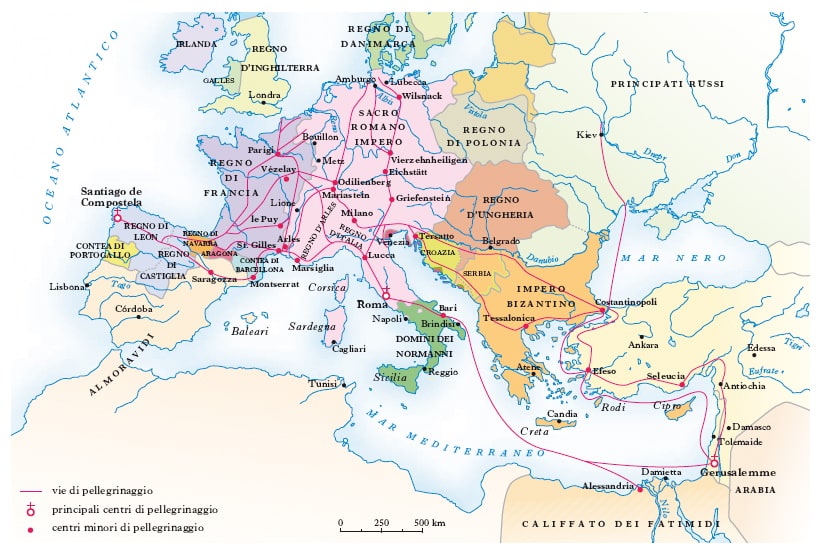 OCEANO ATLANTICO
IRLANDA
REGNO
D'INGHILTERRA
GALLES
Londra
REGNO DI
DANIMARCA
Amburgo
Lubecca
Wilsnack
Albis
SACRO
ROMANO
IMPERO
Vistola
REGNO
DI POLONIA
PRINCIPATI RUSSI
Kiev
Dnepr
Don
Bouillon
Reno
Metz
Parigi
REGNO
DI
FRANCIA
Vézelay
Vierzehnheiligen
Eichstätt
Odilienberg
Mariastein
Griefenstein
REGNO
D'UNGHERIA
Santiago de
Compostela
REGNO DI
LEÓN
CONTEA DI
PORTOGALLO
REGNO
DI
CASTIGLIA
REGNO DI
NAVARRA
ARAGONA
Lione
le Puy
St. Gilles
Arles
REGNO D'ARLES
Milano
REGNO
D'ITALIA
Venezia
Tersatto
CROAZIA
Belgrado
SERBIA
Danubio
MAR NERO
CONTEA DI
BARCELLONA
Marsiglia
Lucca
Saragozza
Montserrat
Lisbona
Tago
Córdoba
ALMORAVIDI
Baleari
Corsica
Sardegna
Cagliari
Roma
Napoli
Bari
Brindisi
DOMINI DEI
NORMANNI
Sicilia
Reggio
Tunisi
IMPERO
BIZANTINO
Tessalonica
Costantinopoli
Atene
Efeso
Ankara
Seleucia
Edessa
Tigri
Eufrate
Antiochia
Rodi
Cipro
Candia
Creta
Damasco
Tolemaide
MAR MEDITERRANEO
Damietta
Gerusalemme
Alessandria
Nilo
ARABIA
CALIFFATO DEI FATIMIDI
vie di pellegrinaggio
principali centri di pellegrinaggio
centri minori di pellegrinaggio
0 250 500 km